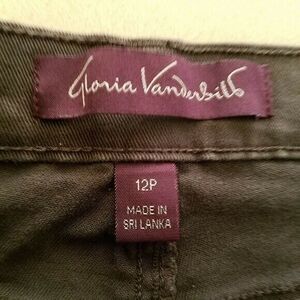 Gloria Vanderbilt
12P
MADE IN
SRI LANKA